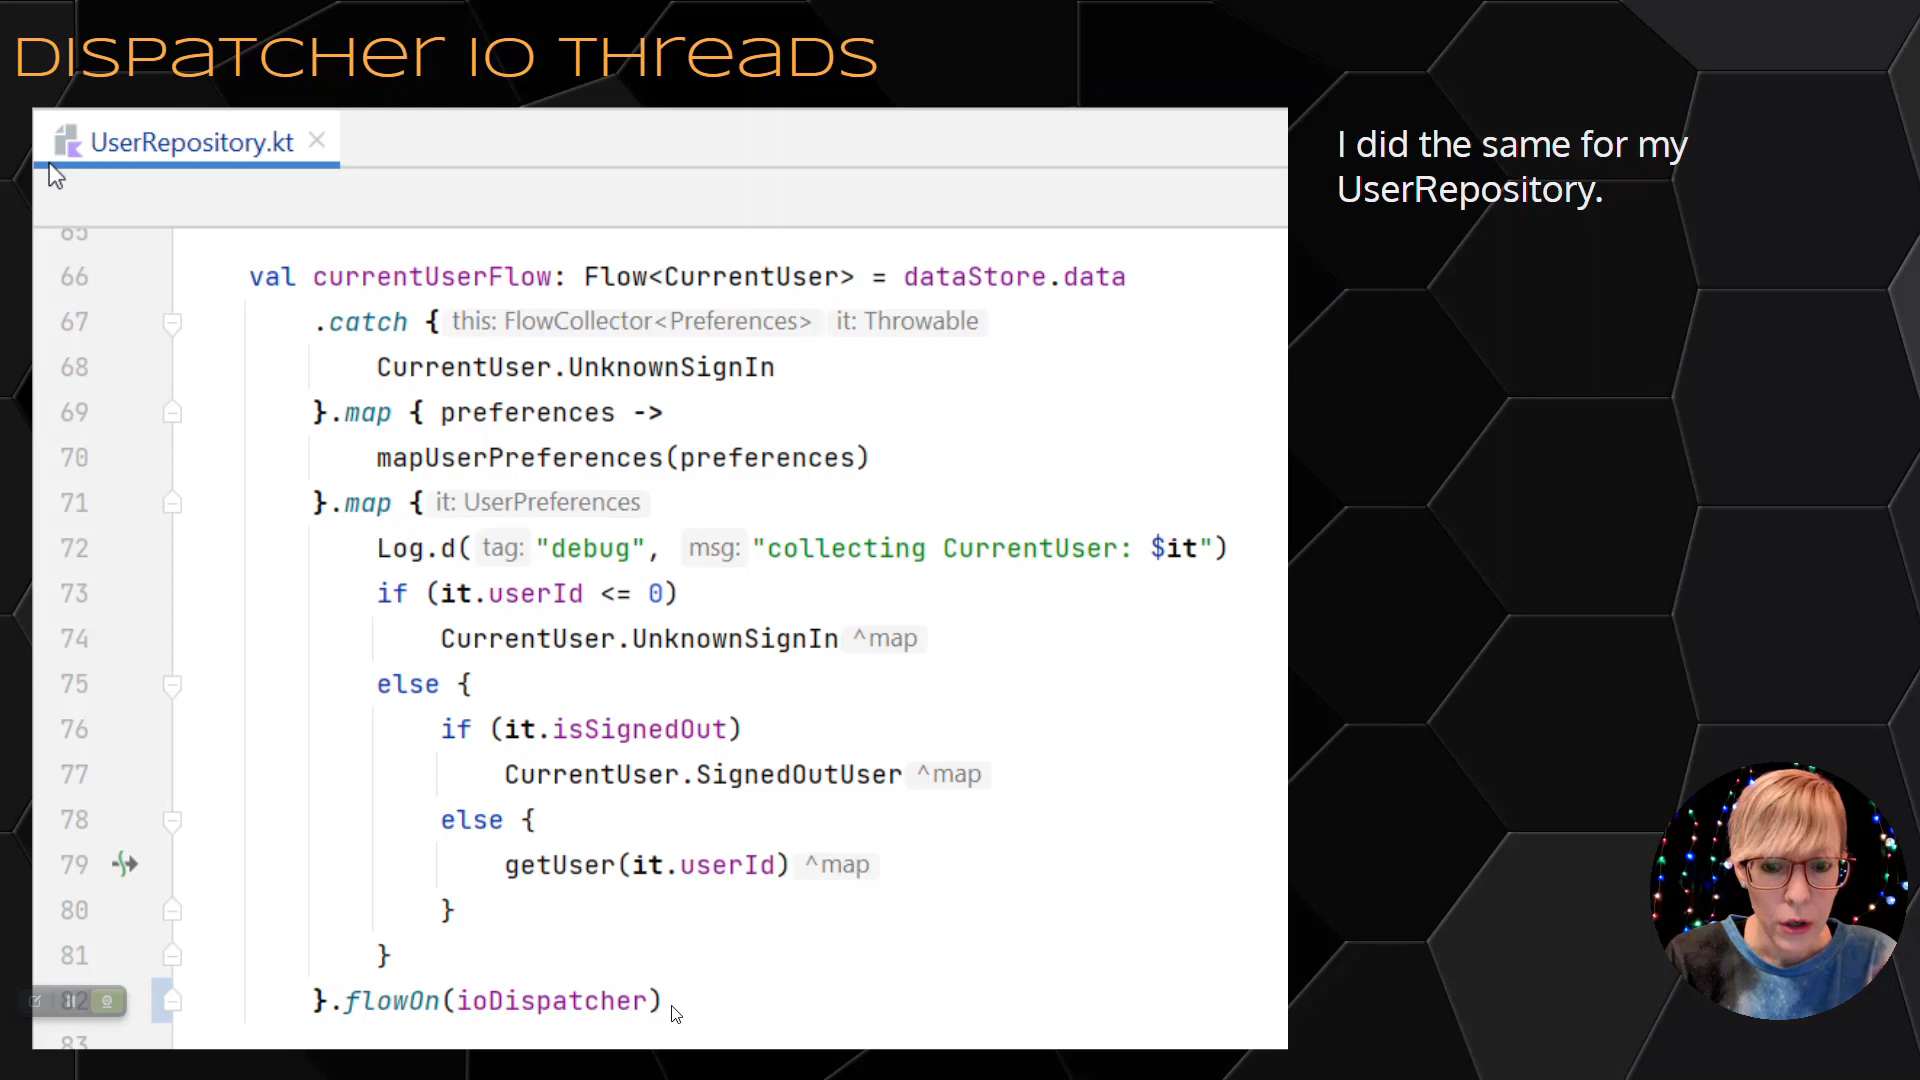 DISPATCHER IO THREADS
UserRepository.kt
I did the same for my
UserRepository.
65
66 val currentUserFlow: Flow<CurrentUser> = dataStore.data
67 .catch { this: FlowCollector<Preferences> it: Throwable
68 CurrentUser.UnknownSignIn
69 }.map { preferences ->
70 mapUserPreferences(preferences)
71 }.map { it: UserPreferences
72 Log.d( tag: "debug", msg: "collecting CurrentUser: $it")
73 if (it.userId <= 0)
74 CurrentUser.UnknownSignIn ^map
75 else {
76 if (it.isSignedOut)
77 CurrentUser.SignedOutUser ^map
78 else {
79 getUser(it.userId) ^map
80 }
81 }
82 }.flowOn(ioDispatcher)
83